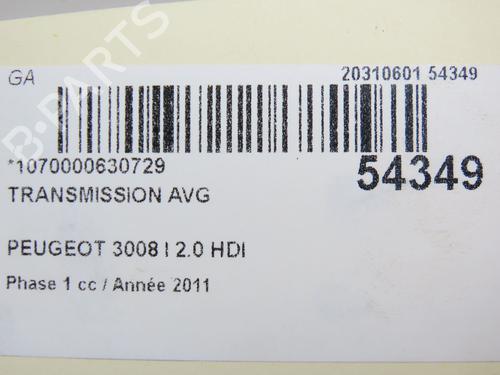 GA
20310601 54349
*1070000630729
54349
TRANSMISSION AVG
PEUGEOT 3008 I 2.0 HDI
Phase 1 cc / Année 2011
B-PARTS